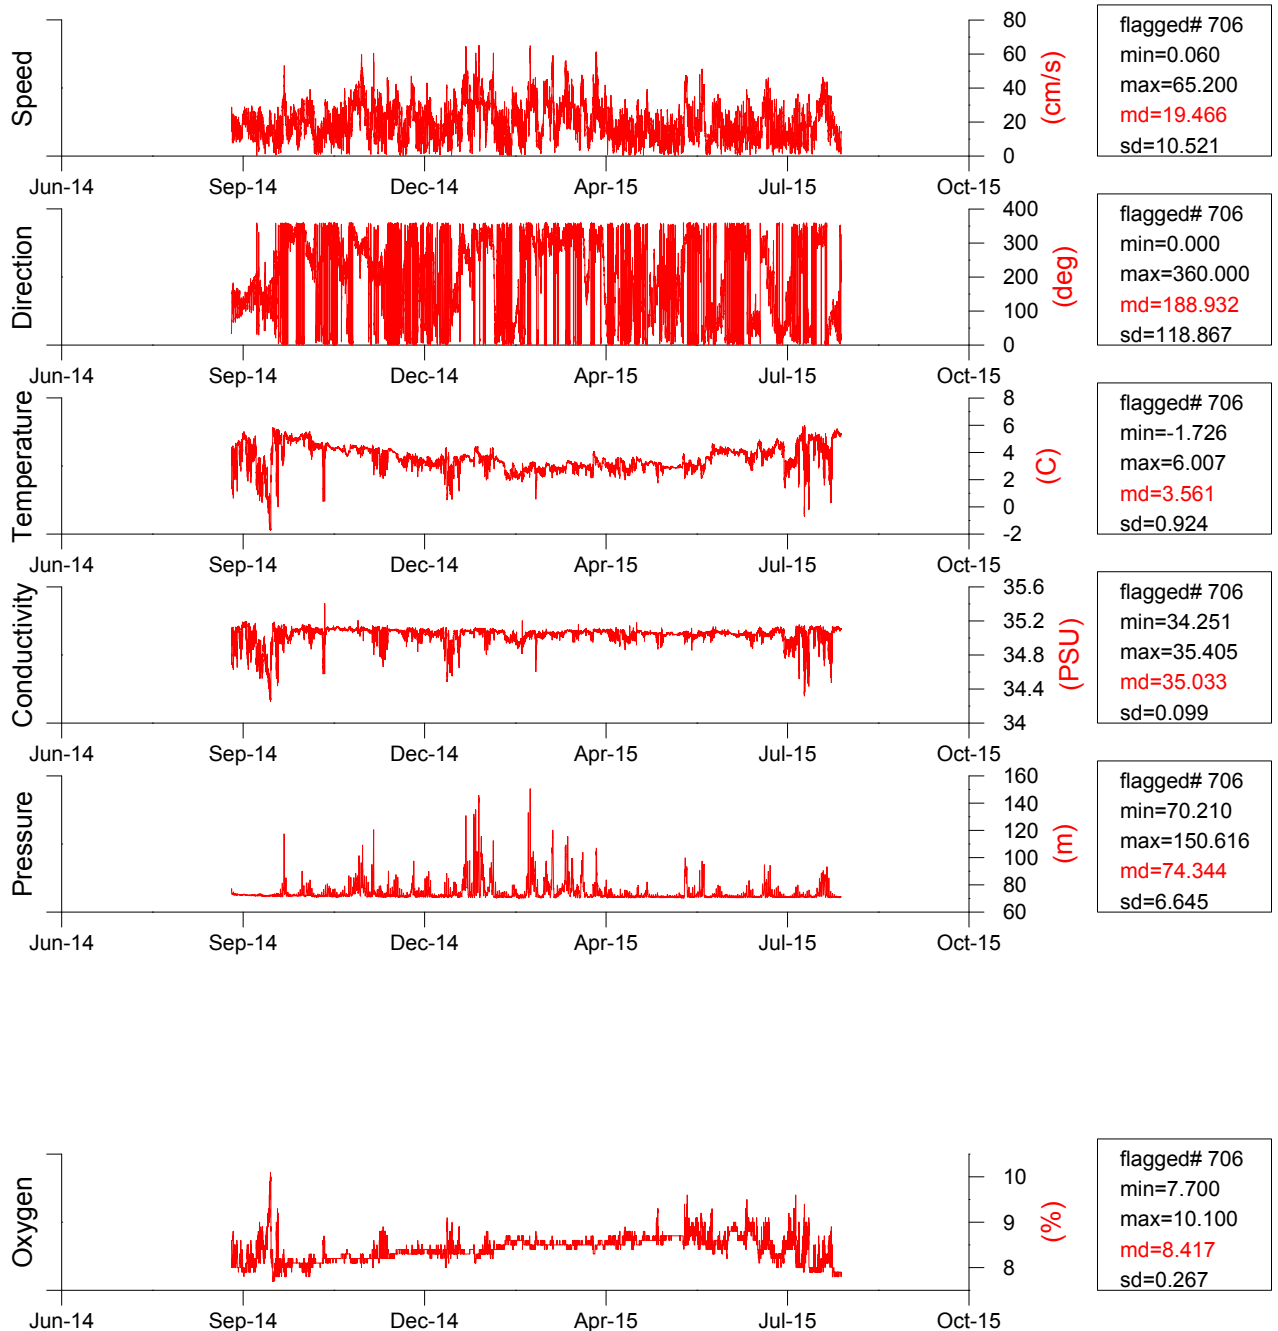 Speed
80
60
40
20
0
(cm/s)
Jun-14 Sep-14 Dec-14 Apr-15 Jul-15 Oct-15
flagged# 706
min=0.060
max=65.200
md=19.466
sd=10.521
Direction
400
300
200
100
0
(deg)
Jun-14 Sep-14 Dec-14 Apr-15 Jul-15 Oct-15
flagged# 706
min=0.000
max=360.000
md=188.932
sd=118.867
Temperature
8
6
4
2
0
-2
(C)
Jun-14 Sep-14 Dec-14 Apr-15 Jul-15 Oct-15
flagged# 706
min=-1.726
max=6.007
md=3.561
sd=0.924
Conductivity
35.6
35.2
34.8
34.4
34
(PSU)
Jun-14 Sep-14 Dec-14 Apr-15 Jul-15 Oct-15
flagged# 706
min=34.251
max=35.405
md=35.033
sd=0.099
Pressure
160
140
120
100
80
60
(m)
Jun-14 Sep-14 Dec-14 Apr-15 Jul-15 Oct-15
flagged# 706
min=70.210
max=150.616
md=74.344
sd=6.645
Oxygen
10
9
8
(%)
Jun-14 Sep-14 Dec-14 Apr-15 Jul-15 Oct-15
flagged# 706
min=7.700
max=10.100
md=8.417
sd=0.267